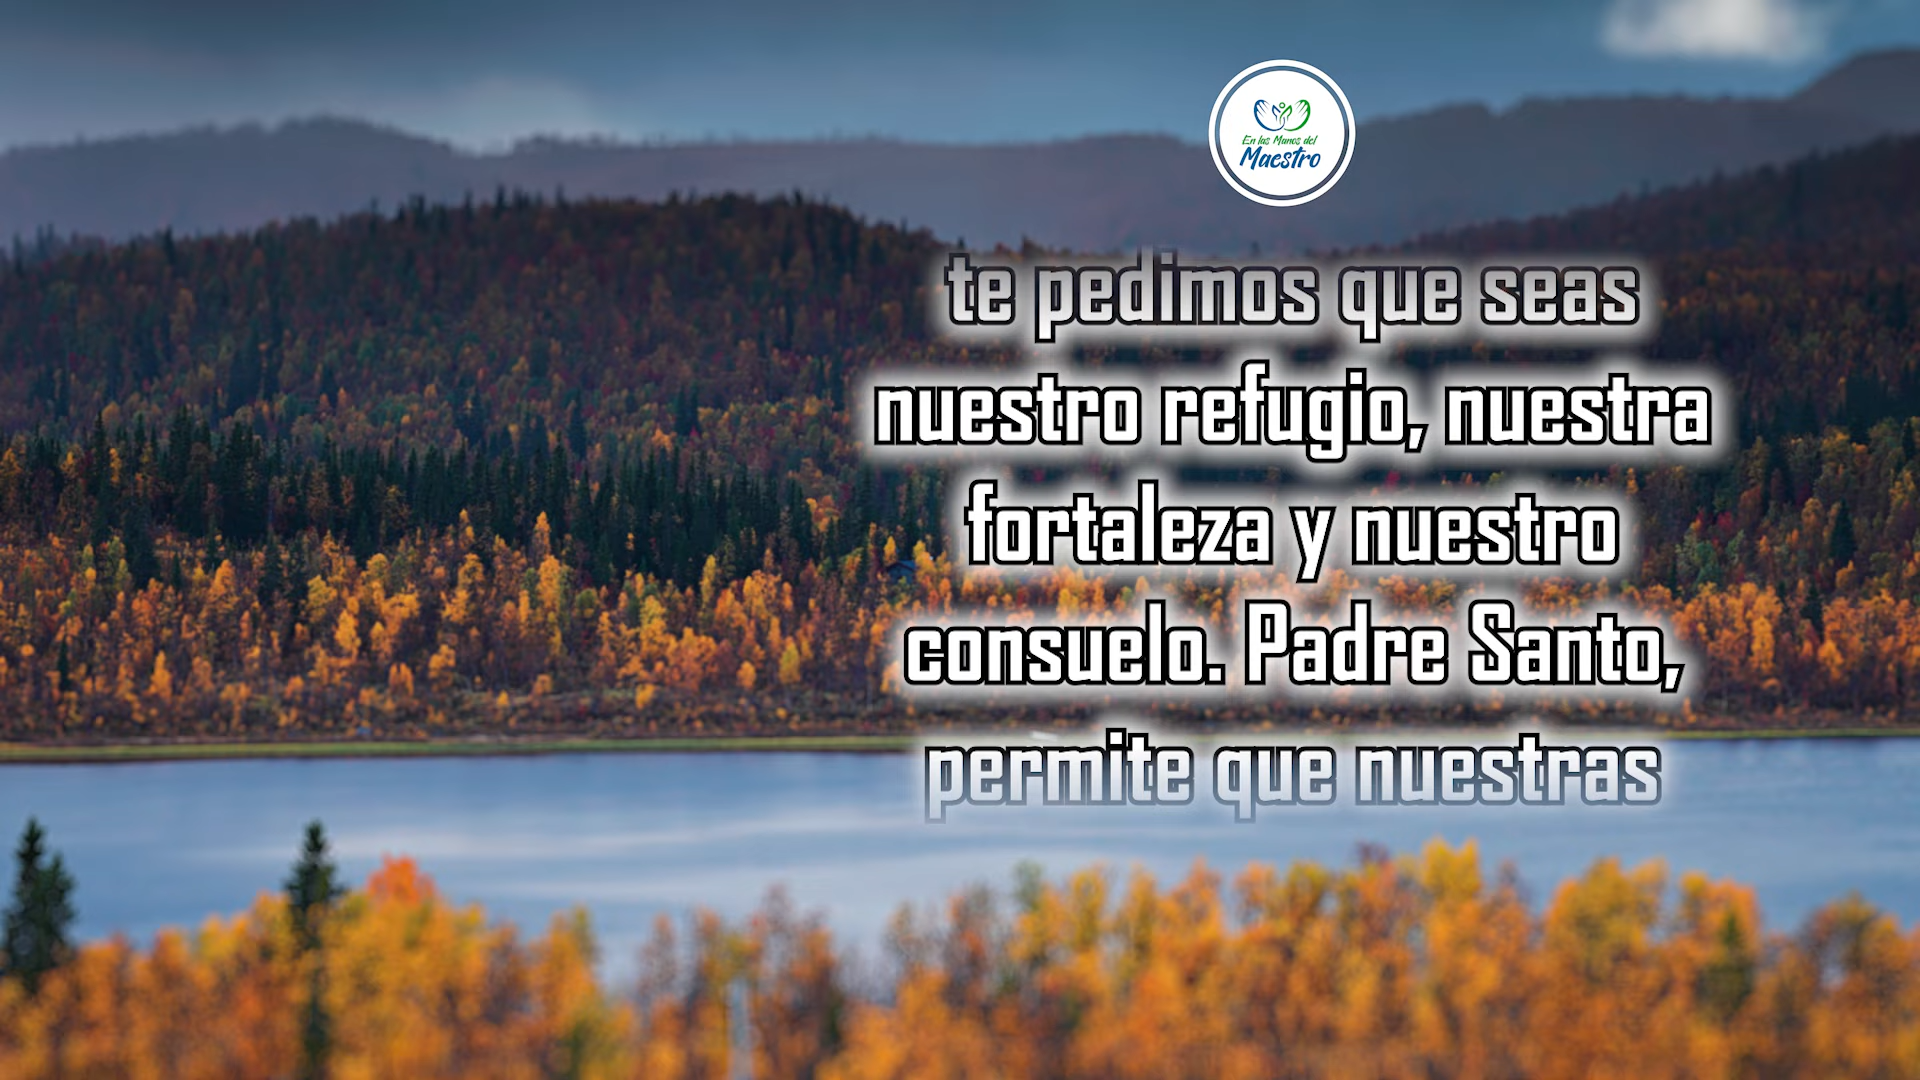 En las Manos del
Maestro
te pedimos que seas
nuestro refugio, nuestra
fortaleza y nuestro
consuelo. Padre Santo,
permite que nuestras